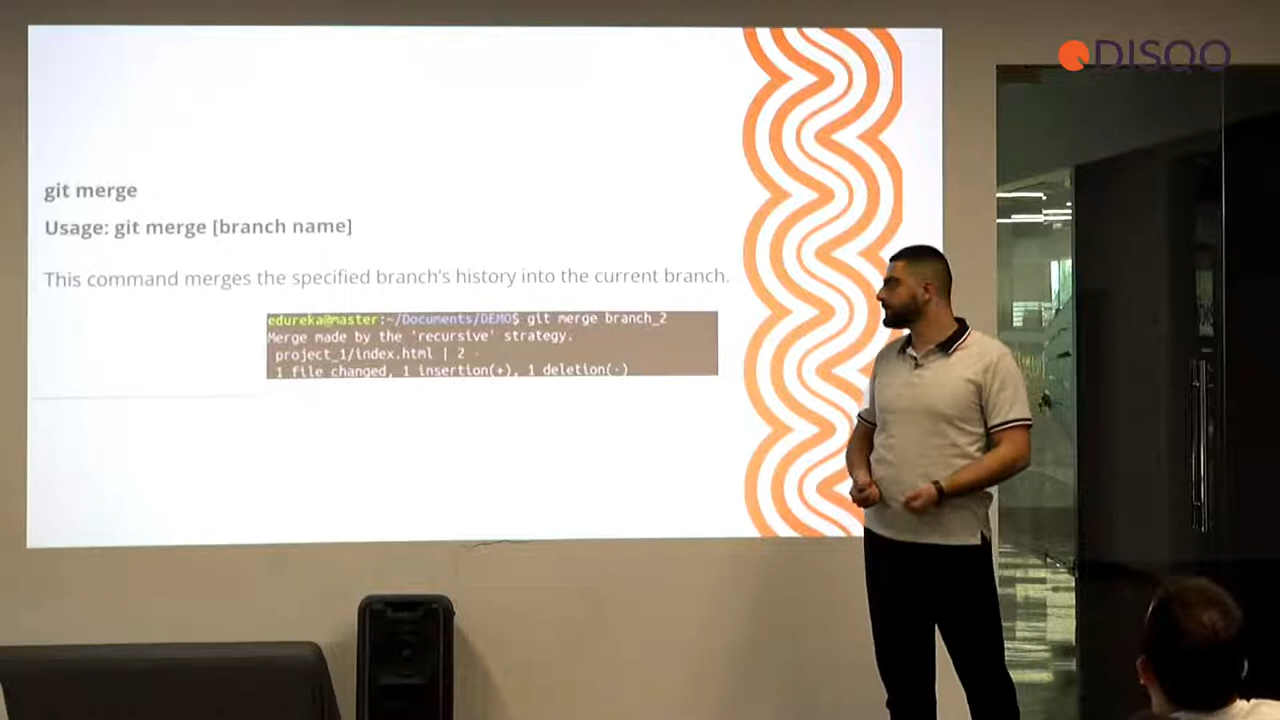 DISQO
git merge
Usage: git merge [branch name]
This command merges the specified branch's history into the current branch.
edureka@master:~/Documents/DEMO$ git merge branch_2
Merge made by the 'recursive' strategy.
project_1/index.html | 2
1 file changed, 1 insertion(+), 1 deletion(-)